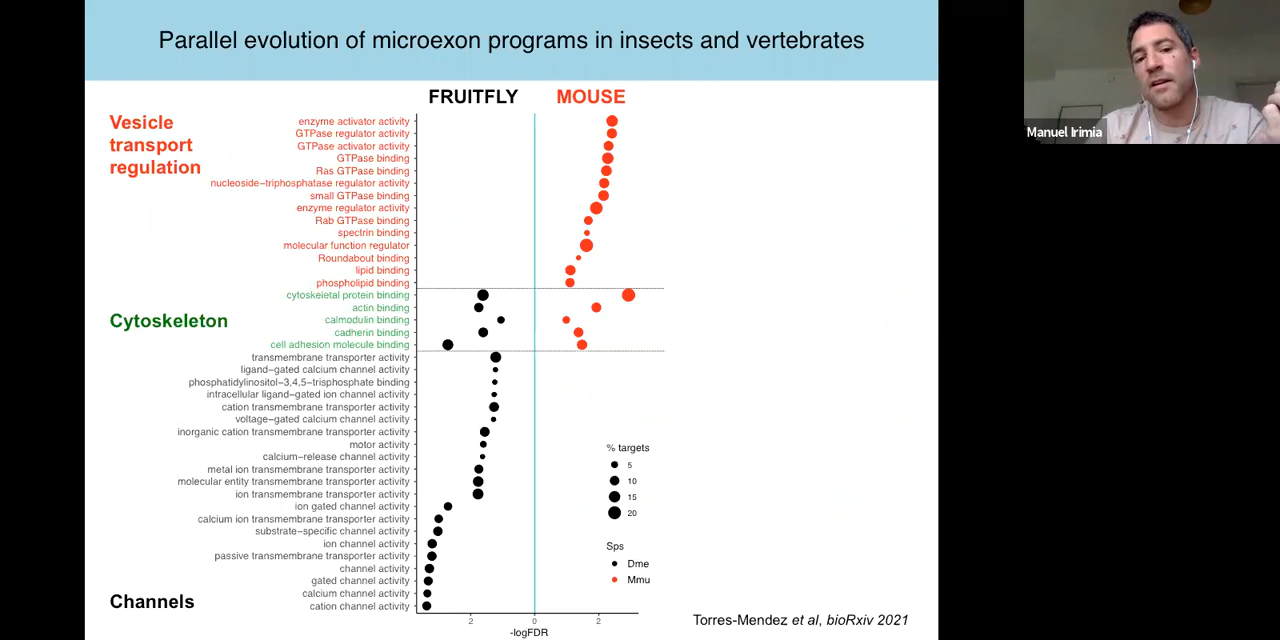 Parallel evolution of microexon programs in insects and vertebrates
FRUITFLY
MOUSE
Vesicle
transport
regulation
enzyme activator activity
GTPase regulator activity
GTPase activator activity
GTPase binding
Ras GTPase binding
nucleoside−triphosphatase regulator activity
small GTPase binding
enzyme regulator activity
Rab GTPase binding
spectrin binding
molecular function regulator
Roundabout binding
lipid binding
phospholipid binding
Cytoskeleton
cytoskeletal protein binding
actin binding
calmodulin binding
cadherin binding
cell adhesion molecule binding
transmembrane transporter activity
ligand−gated calcium channel activity
phosphatidylinositol−3,4,5−trisphosphate binding
intracellular ligand−gated ion channel activity
cation transmembrane transporter activity
voltage−gated calcium channel activity
inorganic cation transmembrane transporter activity
motor activity
calcium−release channel activity
metal ion transmembrane transporter activity
molecular entity transmembrane transporter activity
ion transmembrane transporter activity
ion gated channel activity
calcium ion transmembrane transporter activity
substrate−specific channel activity
ion channel activity
passive transmembrane transporter activity
channel activity
gated channel activity
calcium channel activity
cation channel activity
Channels
% targets
5
10
15
20
Sps
Dme
Mmu
2 0 2
-logFDR
Torres-Mendez et al, bioRxiv 2021
Manuel Irimia